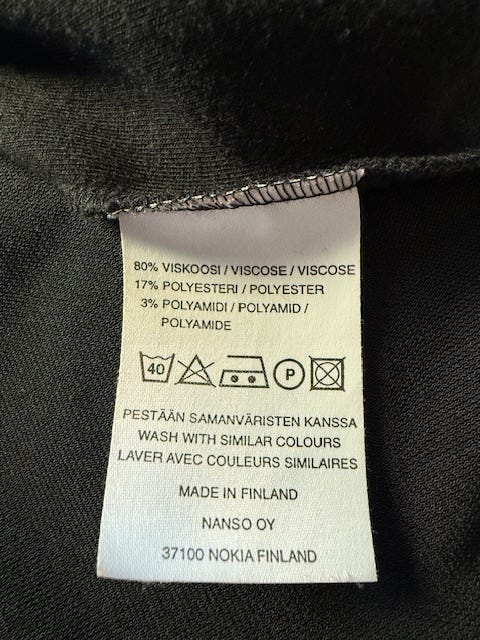 80% VISKOOSI / VISCOSE / VISCOSE
17% POLYESTERI / POLYESTER
3% POLYAMIDI / POLYAMID /
POLYAMIDE
40 P
PESTÄÄN SAMANVÄRISTEN KANSSA
WASH WITH SIMILAR COLOURS
LAVER AVEC COULEURS SIMILAIRES
MADE IN FINLAND
NANSO OY
37100 NOKIA FINLAND